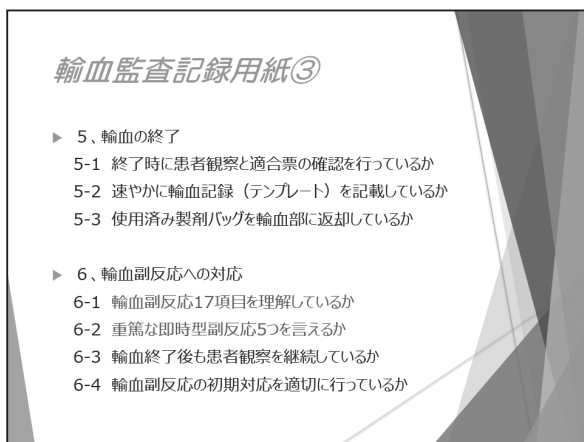 輸血監査記録用紙③
▶ 5、輸血の終了
5-1 終了時に患者観察と適合票の確認を行っているか
5-2 速やかに輸血記録（テンプレート）を記載しているか
5-3 使用済み製剤バッグを輸血部に返却しているか
▶ 6、輸血副反応への対応
6-1 輸血副反応17項目を理解しているか
6-2 重篤な即時型副反応5つを言えるか
6-3 輸血終了後も患者観察を継続しているか
6-4 輸血副反応の初期対応を適切に行っているか